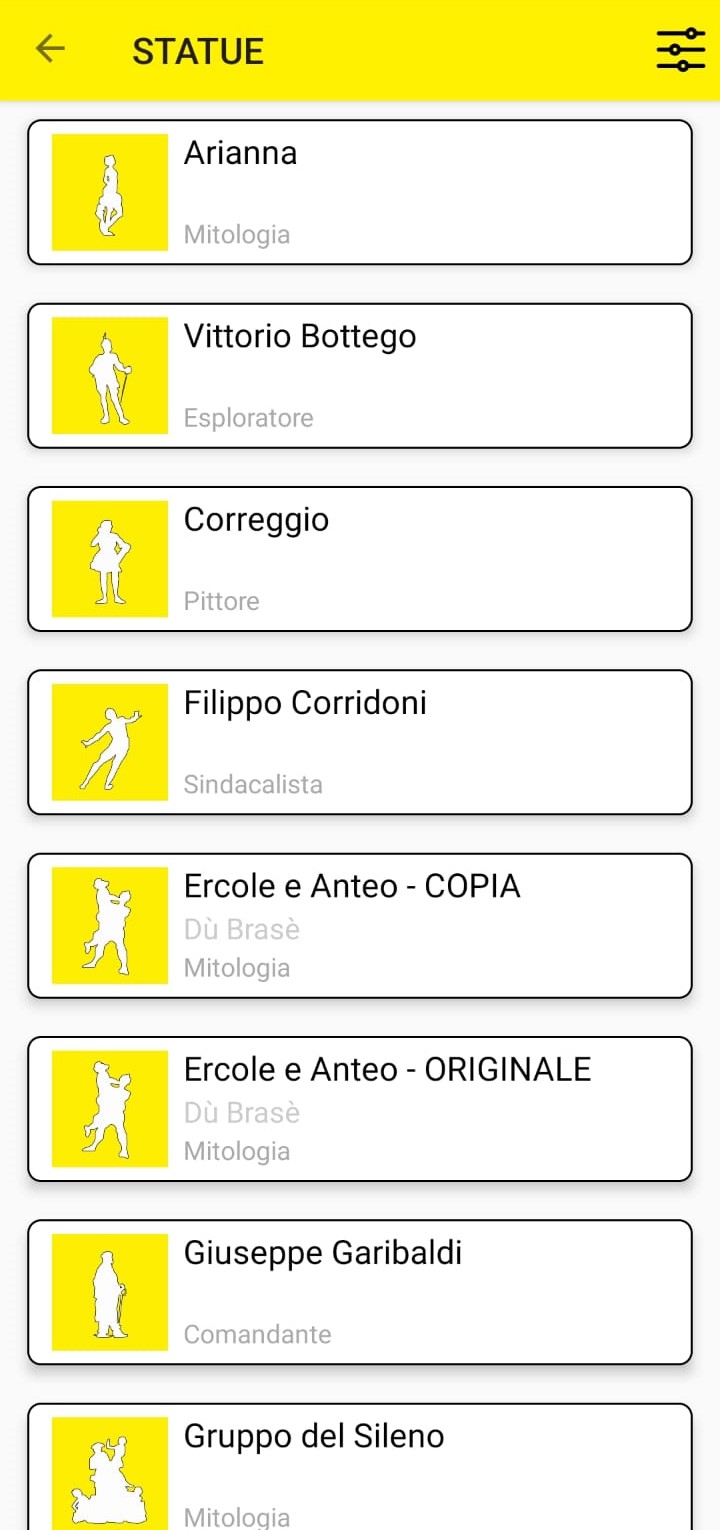 STATUE
Arianna
Mitologia
Vittorio Bottego
Esploratore
Correggio
Pittore
Filippo Corridoni
Sindacalista
Ercole e Anteo - COPIA
Dù Brasè
Mitologia
Ercole e Anteo - ORIGINALE
Dù Brasè
Mitologia
Giuseppe Garibaldi
Comandante
Gruppo del Sileno
Mitologia